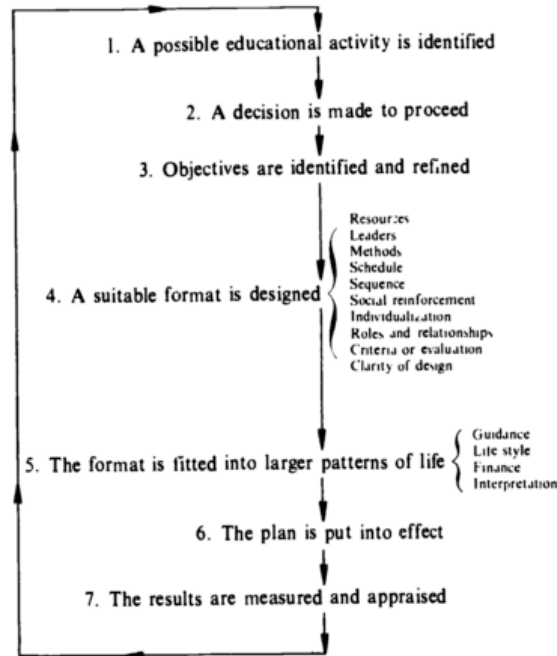 1. A possible educational activity is identified
2. A decision is made to proceed
3. Objectives are identified and refined
4. A suitable format is designed
Resources
Leaders
Methods
Schedule
Sequence
Social reinforcement
Individualization
Roles and relationships
Criteria or evaluation
Clarity of design
5. The format is fitted into larger patterns of life
Guidance
Life style
Finance
Interpretation
6. The plan is put into effect
7. The results are measured and appraised